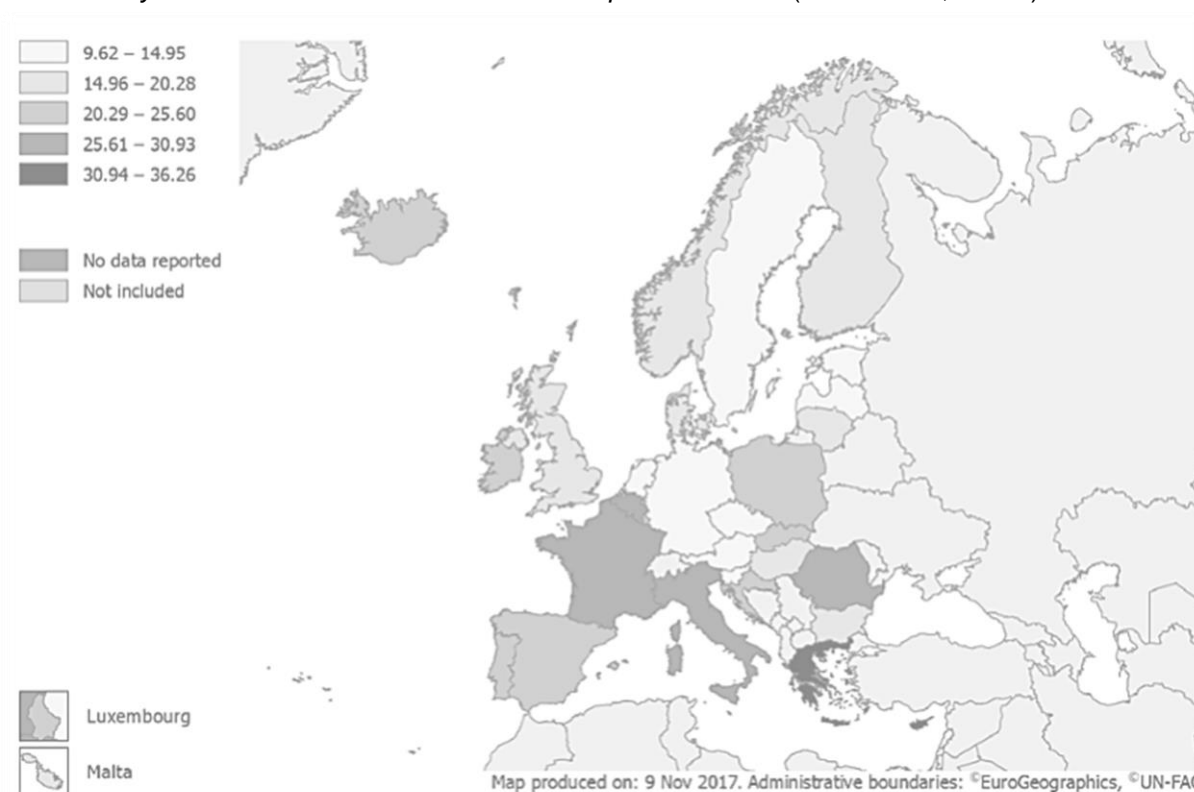 9.62 – 14.95
14.96 – 20.28
20.29 – 25.60
25.61 – 30.93
30.94 – 36.26
No data reported
Not included
Luxembourg
Malta
Map produced on: 9 Nov 2017. Administrative boundaries: ©EuroGeographics, ©UN-FAO